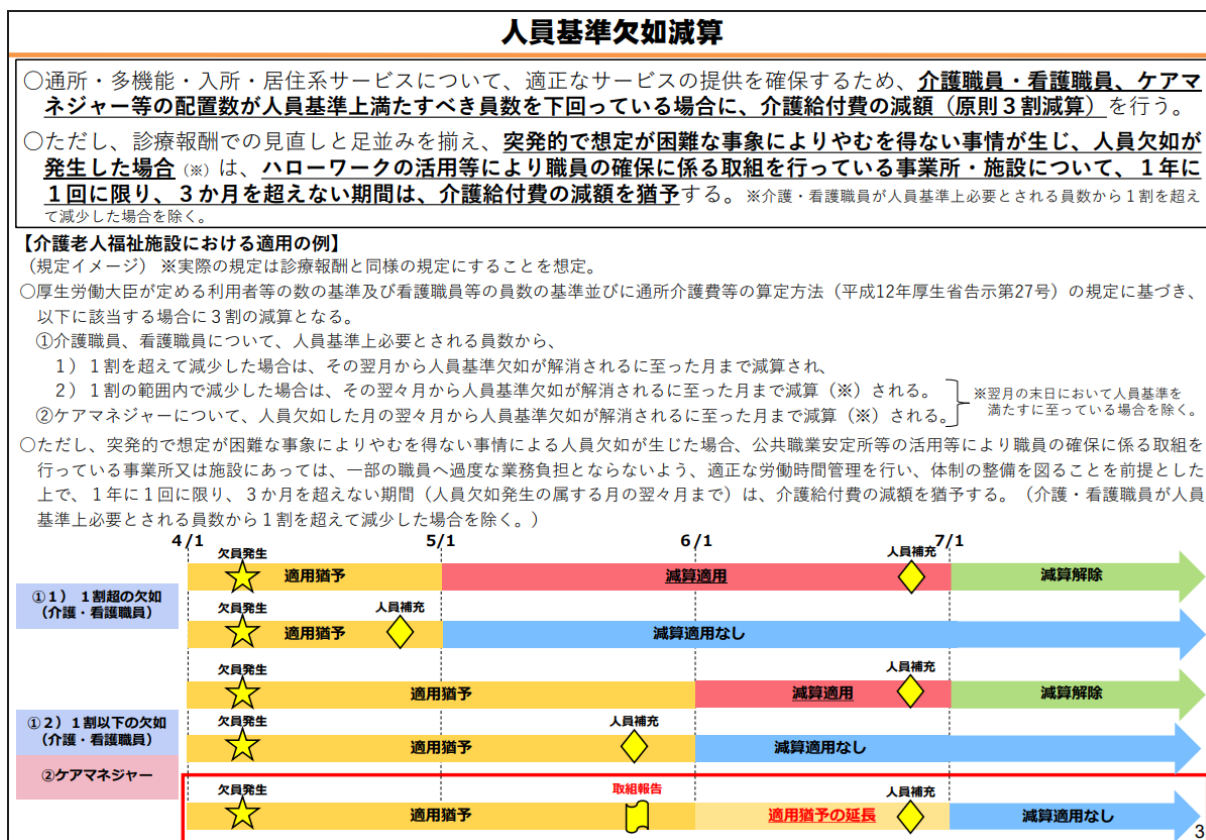 人員基準欠如減算
○通所・多機能・入所・居住系サービスについて、適正なサービスの提供を確保するため、介護職員・看護職員、ケアマ
ネジャー等の配置数が人員基準上満たすべき員数を下回っている場合に、介護給付費の減額（原則３割減算）を行う。
○ただし、診療報酬での見直しと足並みを揃え、突発的で想定が困難な事象によりやむを得ない事情が生じ、人員欠如が
発生した場合（※）は、ハローワークの活用等により職員の確保に係る取組を行っている事業所・施設について、１年に
１回に限り、３か月を超えない期間は、介護給付費の減額を猶予する。※介護・看護職員が人員基準上必要とされる員数から１割を超え
て減少した場合を除く。
【介護老人福祉施設における適用の例】
（規定イメージ）※実際の規定は診療報酬と同様の規定にすることを想定。
○厚生労働大臣が定める利用者等の数の基準及び看護職員等の員数の基準並びに通所介護費等の算定方法（平成12年厚生省告示第27号）の規定に基づき、
以下に該当する場合に３割の減算となる。
①介護職員、看護職員について、人員基準上必要とされる員数から、
１）１割を超えて減少した場合は、その翌月から人員基準欠如が解消されるに至った月まで減算され、
２）１割の範囲内で減少した場合は、その翌々月から人員基準欠如が解消されるに至った月まで減算（※）される。
②ケアマネジャーについて、人員欠如した月の翌々月から人員基準欠如が解消されるに至った月まで減算（※）される。
※翌月の末日において人員基準を
満たすに至っている場合を除く。
○ただし、突発的で想定が困難な事象によりやむを得ない事情による人員欠如が生じた場合、公共職業安定所等の活用等により職員の確保に係る取組を
行っている事業所又は施設にあっては、一部の職員へ過度な業務負担とならないよう、適正な労働時間管理を行い、体制の整備を図ることを前提とした
上で、１年に１回に限り、３か月を超えない期間（人員欠如発生の属する月の翌々月まで）は、介護給付費の減額を猶予する。（介護・看護職員が人員
基準上必要とされる員数から１割を超えて減少した場合を除く。）
4/1 5/1 6/1 7/1
欠員発生 人員補充
適用猶予 減算適用 減算解除
①１）１割超の欠如
（介護・看護職員）
欠員発生 人員補充
適用猶予 減算適用なし
欠員発生 人員補充
適用猶予 減算適用 減算解除
①２）１割以下の欠如
（介護・看護職員）
欠員発生 人員補充
適用猶予 減算適用なし
②ケアマネジャー
欠員発生 取組報告 人員補充
適用猶予 適用猶予の延長 減算適用なし
3